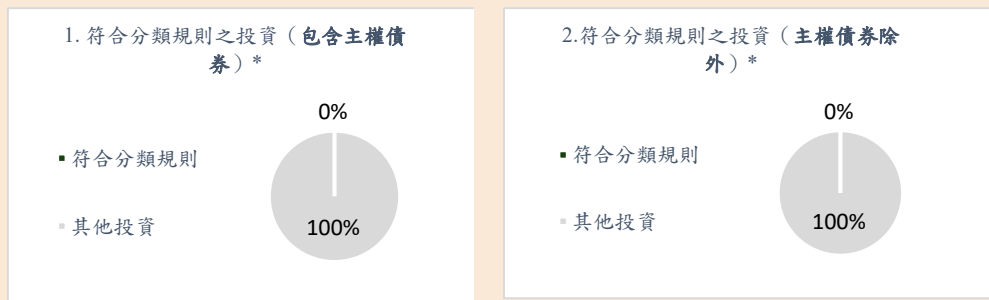 1. 符合分類規則之投資（包含主權債
券）*
0%
符合分類規則
其他投資
100%
2.符合分類規則之投資（主權債券除
外）*
0%
符合分類規則
其他投資
100%